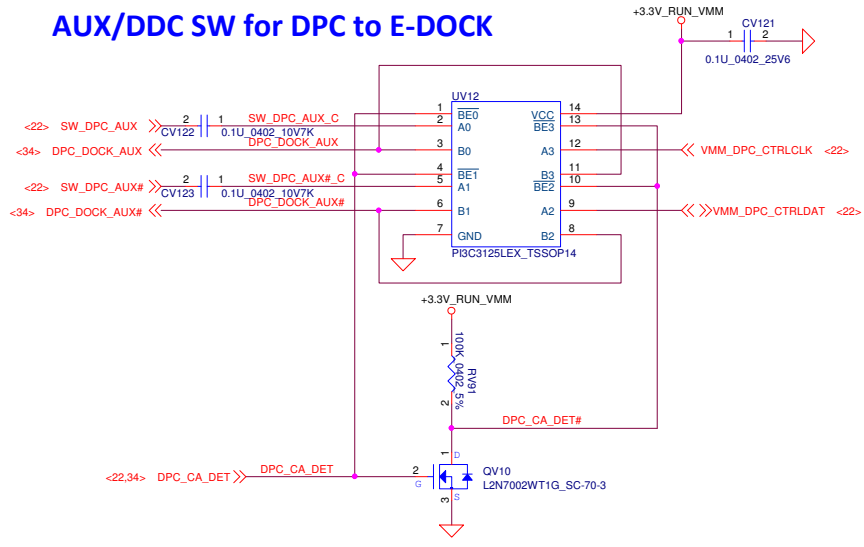 AUX/DDC SW for DPC to E-DOCK
+3.3V_RUN_VMM
CV121
1 2
0.1U_0402_25V6
UV12
<22> SW_DPC_AUX
2 1
CV122
0.1U_0402_10V7K
SW_DPC_AUX_C
<34> DPC_DOCK_AUX
DPC_DOCK_AUX
<22> SW_DPC_AUX#
2 1
CV123
0.1U_0402_10V7K
SW_DPC_AUX#_C
<34> DPC_DOCK_AUX#
DPC_DOCK_AUX#
1 BE0 VCC 14
2 A0 BE3 13
3 B0 A3 12
4 BE1 B3 11
5 A1 BE2 10
6 B1 A2 9
7 GND B2 8
PI3C3125LEX_TSSOP14
VMM_DPC_CTRLCLK <22>
VMM_DPC_CTRLDAT <22>
+3.3V_RUN_VMM
1
100K_0402_5%
RV91
2
DPC_CA_DET#
<22,34> DPC_CA_DET
DPC_CA_DET
1 D
2 G
3 S
QV10
L2N7002WT1G_SC-70-3